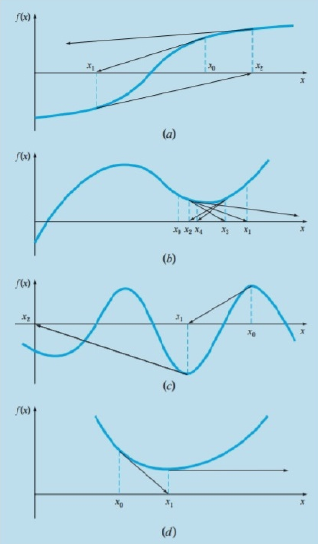 f(x)
x₁ x₀ x₂ x
(a)
f(x)
x₀ x₂ x₄ x₃ x₁ x
(b)
f(x)
x₂ x₁ x₀ x
(c)
f(x)
x₀ x₁ x
(d)